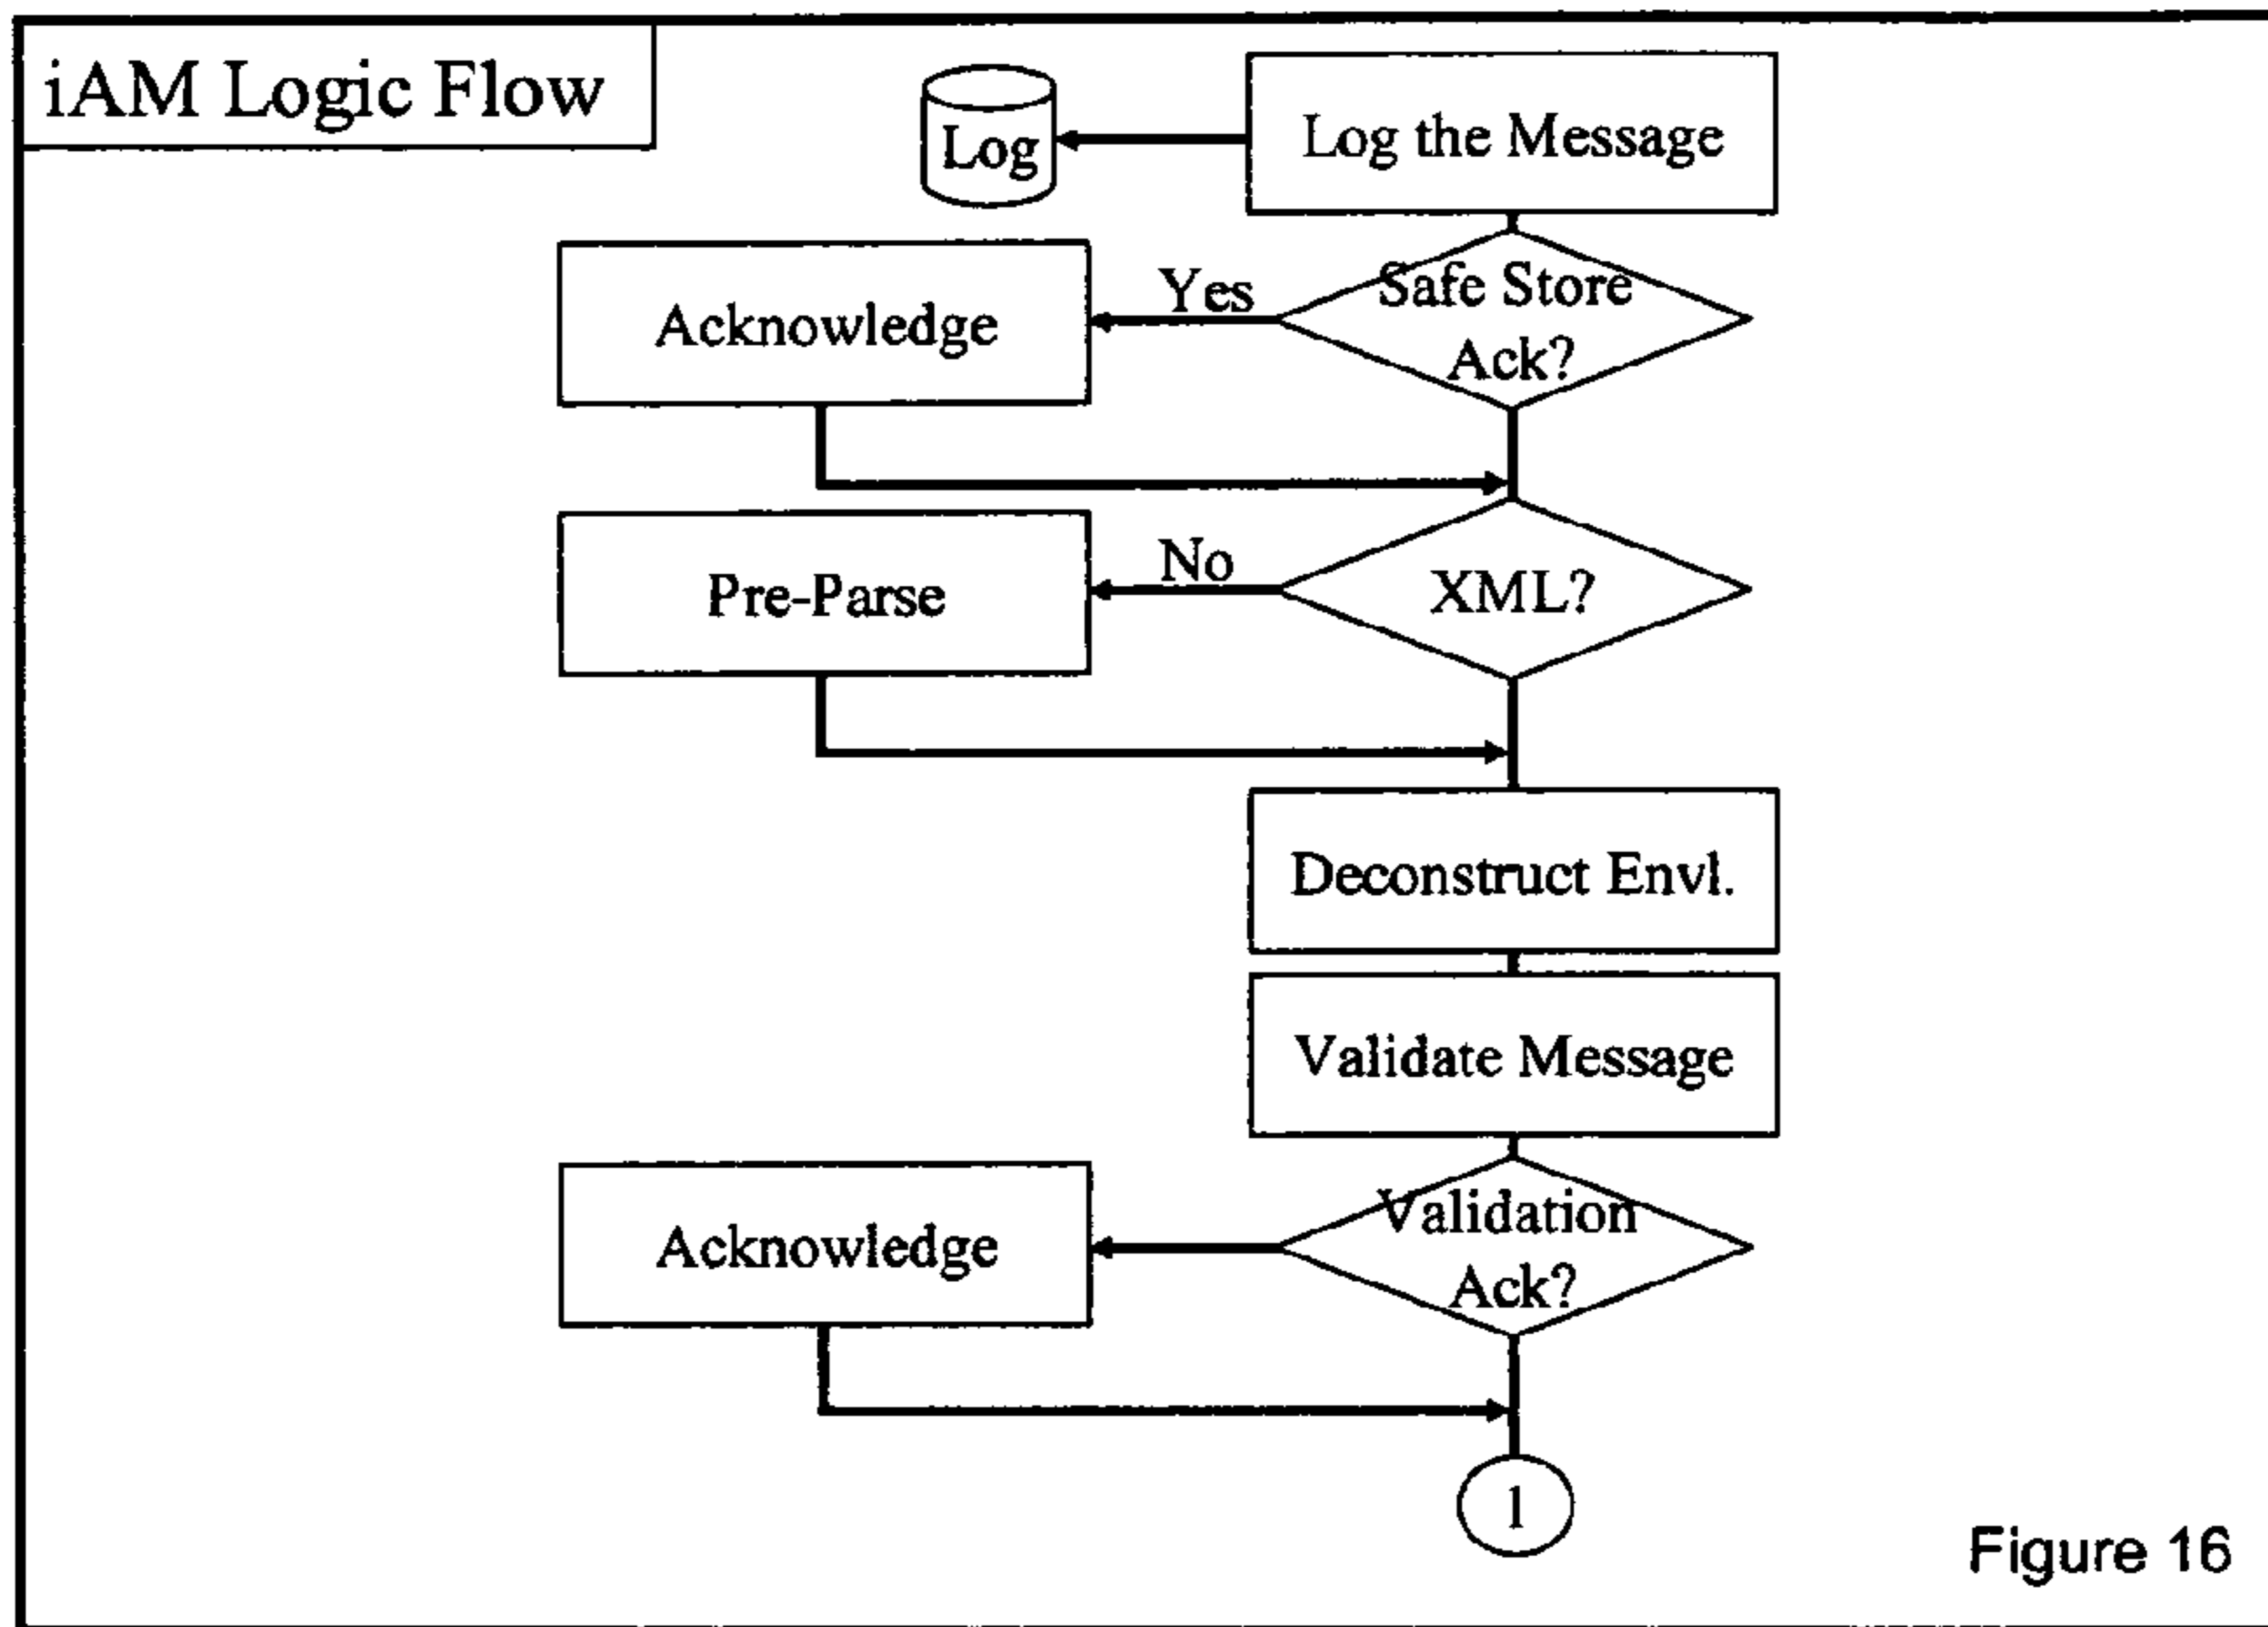 iAM Logic Flow
Log
Log the Message
Safe Store
Ack?
Yes
Acknowledge
XML?
No
Pre-Parse
Deconstruct Envl.
Validate Message
Validation
Ack?
Acknowledge
1
Figure 16